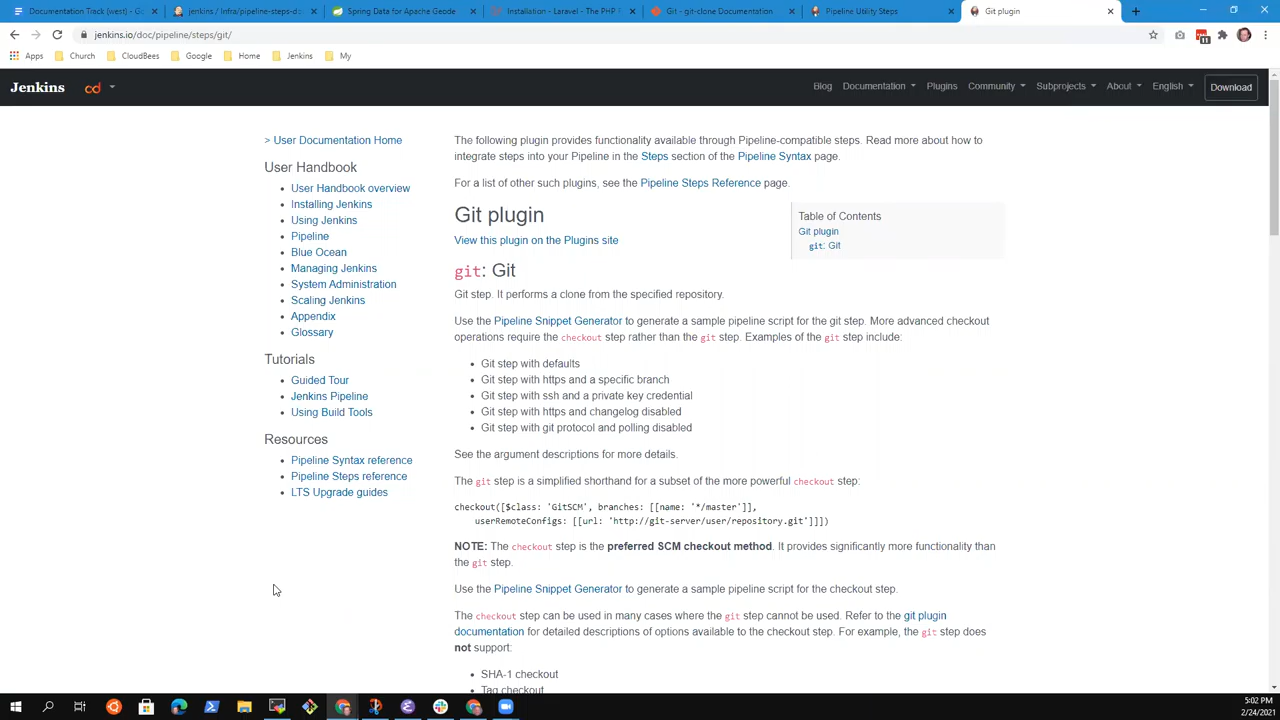 Documentation Track (west) - Go
jenkins / Infra/pipeline-steps-do
Spring Data for Apache Geode
Installation - Laravel - The PHP F
Git - git-clone Documentation
Pipeline Utility Steps
Git plugin
jenkins.io/doc/pipeline/steps/git/
Apps
Church
CloudBees
Google
Home
Jenkins
My
Jenkins
cd
Blog
Documentation
Plugins
Community
Subprojects
About
English
Download
> User Documentation Home
User Handbook
User Handbook overview
Installing Jenkins
Using Jenkins
Pipeline
Blue Ocean
Managing Jenkins
System Administration
Scaling Jenkins
Appendix
Glossary
Tutorials
Guided Tour
Jenkins Pipeline
Using Build Tools
Resources
Pipeline Syntax reference
Pipeline Steps reference
LTS Upgrade guides
The following plugin provides functionality available through Pipeline-compatible steps. Read more about how to
integrate steps into your Pipeline in the Steps section of the Pipeline Syntax page.
For a list of other such plugins, see the Pipeline Steps Reference page.
Git plugin
View this plugin on the Plugins site
Table of Contents
Git plugin
git: Git
git: Git
Git step. It performs a clone from the specified repository.
Use the Pipeline Snippet Generator to generate a sample pipeline script for the git step. More advanced checkout
operations require the checkout step rather than the git step. Examples of the git step include:
Git step with defaults
Git step with https and a specific branch
Git step with ssh and a private key credential
Git step with https and changelog disabled
Git step with git protocol and polling disabled
See the argument descriptions for more details.
The git step is a simplified shorthand for a subset of the more powerful checkout step:
checkout([$class: 'GitSCM', branches: [[name: '*/master']],
userRemoteConfigs: [[url: 'http://git-server/user/repository.git']]])
NOTE: The checkout step is the preferred SCM checkout method. It provides significantly more functionality than
the git step.
Use the Pipeline Snippet Generator to generate a sample pipeline script for the checkout step.
The checkout step can be used in many cases where the git step cannot be used. Refer to the git plugin
documentation for detailed descriptions of options available to the checkout step. For example, the git step does
not support:
SHA-1 checkout
Tag checkout
5:02 PM
2/24/2021